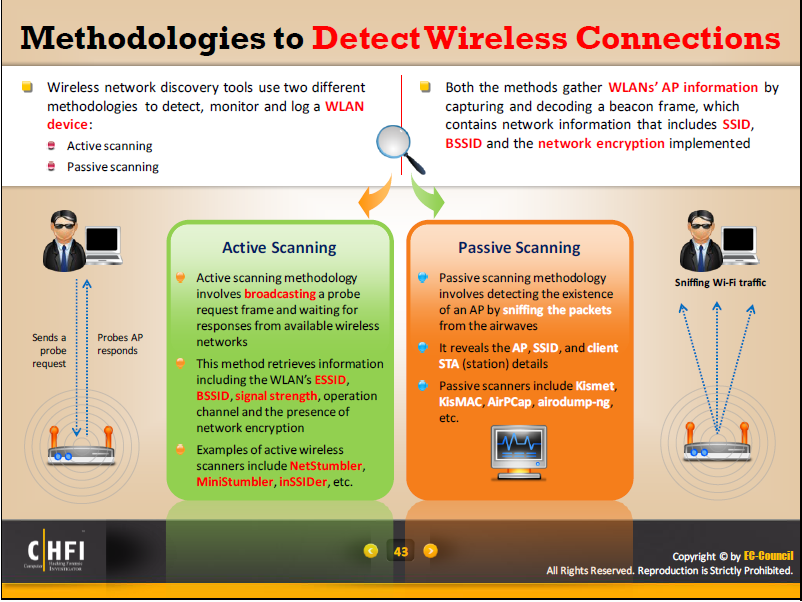 Methodologies to Detect Wireless Connections
Wireless network discovery tools use two different
methodologies to detect, monitor and log a WLAN
device:
Active scanning
Passive scanning
Both the methods gather WLANs' AP information by
capturing and decoding a beacon frame, which
contains network information that includes SSID,
BSSID and the network encryption implemented
Sends a
probe
request
Probes AP
responds
Active Scanning
Active scanning methodology
involves broadcasting a probe
request frame and waiting for
responses from available wireless
networks
This method retrieves information
including the WLAN's ESSID,
BSSID, signal strength, operation
channel and the presence of
network encryption
Examples of active wireless
scanners include NetStumbler,
MiniStumbler, inSSIDer, etc.
Passive Scanning
Passive scanning methodology
involves detecting the existence
of an AP by sniffing the packets
from the airwaves
It reveals the AP, SSID, and client
STA (station) details
Passive scanners include Kismet,
KisMAC, AirPCap, airodump-ng,
etc.
Sniffing Wi-Fi traffic
CHFI
Computer Hacking Forensic
INVESTIGATOR
43
Copyright © by EC-Council
All Rights Reserved. Reproduction is Strictly Prohibited.